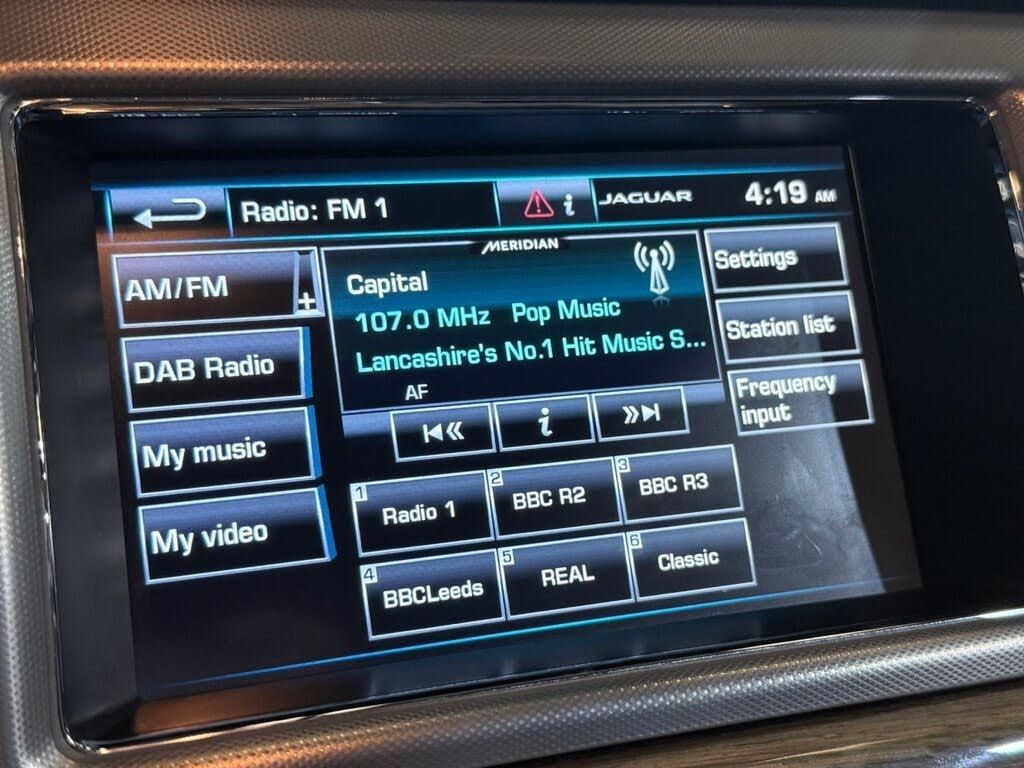 Radio: FM 1
i
JAGUAR
4:19 AM
AM/FM
+
DAB Radio
My music
My video
MERIDIAN
Capital
107.0 MHz Pop Music
Lancashire's No.1 Hit Music S...
AF
i
1
Radio 1
2
BBC R2
3
BBC R3
4
BBCLeeds
5
REAL
6
Classic
Settings
Station list
Frequency
input